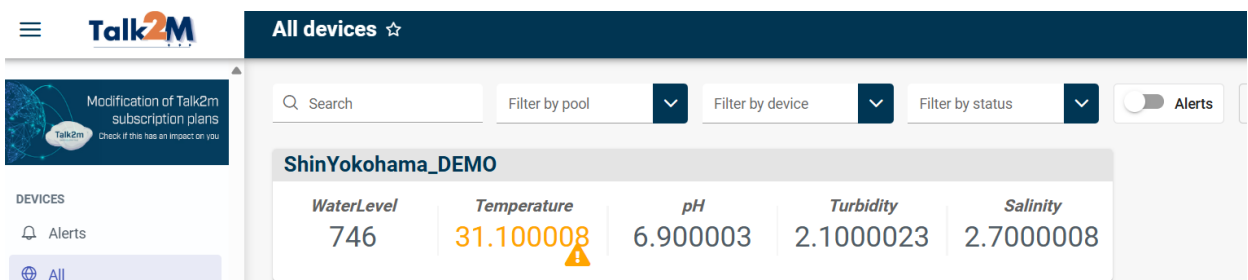 Talk2M
All devices
Modification of Talk2m
subscription plans
Talk2m
Check if this has an impact on you
Search
Filter by pool
Filter by device
Filter by status
Alerts
ShinYokohama_DEMO
WaterLevel Temperature pH Turbidity Salinity
746 31.100008 6.900003 2.1000023 2.7000008
DEVICES
Alerts
All